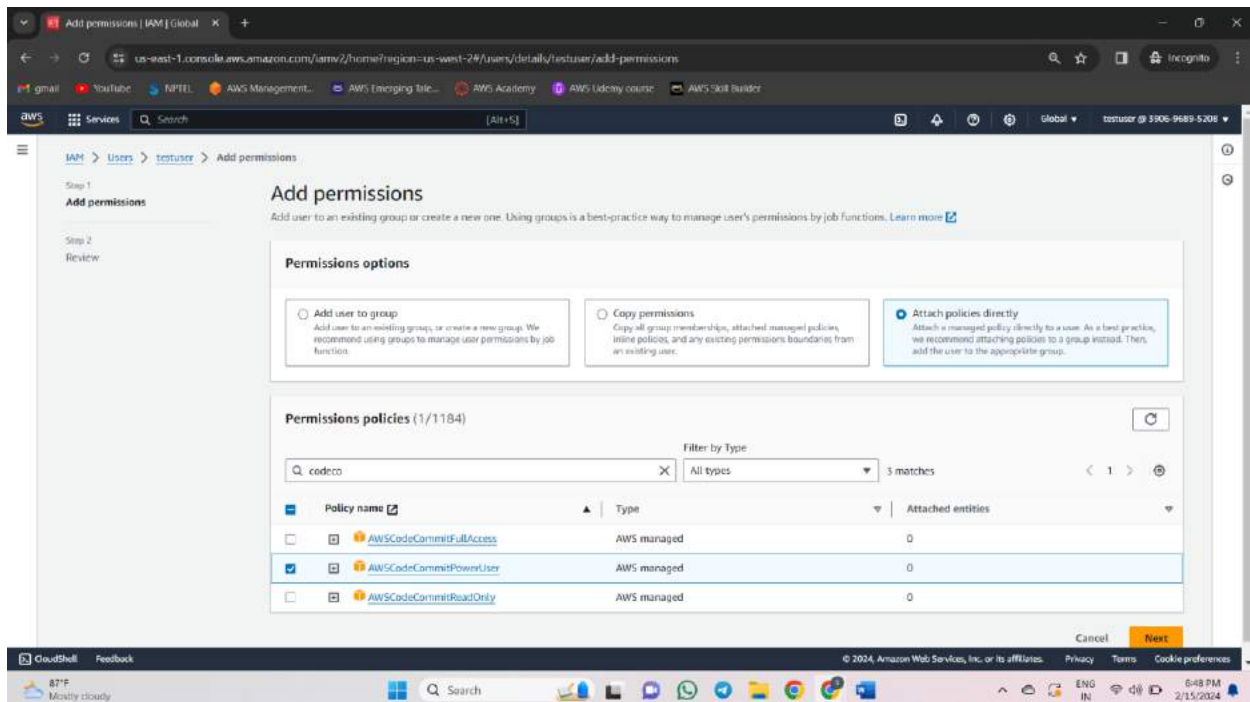 Add permissions | IAM | Global
us-east-1.console.aws.amazon.com/iamv2/home?region=us-west-2#/users/details/testuser/add-permissions
Incognito
gmail YouTube NPTEL AWS Management... AWS Emerging Tale... AWS Academy AWS Udemy course AWS Skill Builder
aws Services Search [Alt+S] Global testuser @ 3906-9689-5208
IAM > Users > testuser > Add permissions
Step 1
Add permissions
Step 2
Review
Add permissions
Add user to an existing group or create a new one. Using groups is a best-practice way to manage user's permissions by job functions. Learn more
Permissions options
Add user to group
Add user to an existing group, or create a new group. We
recommend using groups to manage user permissions by job
function.
Copy permissions
Copy all group memberships, attached managed policies,
inline policies, and any existing permissions boundaries from
an existing user.
Attach policies directly
Attach a managed policy directly to a user. As a best practice,
we recommend attaching policies to a group instead. Then,
add the user to the appropriate group.
Permissions policies (1/1184)
Filter by Type
codeco All types 3 matches 1
Policy name Type Attached entities
AWSCodeCommitFullAccess AWS managed 0
AWSCodeCommitPowerUser AWS managed 0
AWSCodeCommitReadOnly AWS managed 0
Cancel Next
CloudShell Feedback © 2024, Amazon Web Services, Inc. or its affiliates. Privacy Terms Cookie preferences
87°F
Mostly cloudy
Search
ENG
IN
6:48 PM
2/15/2024